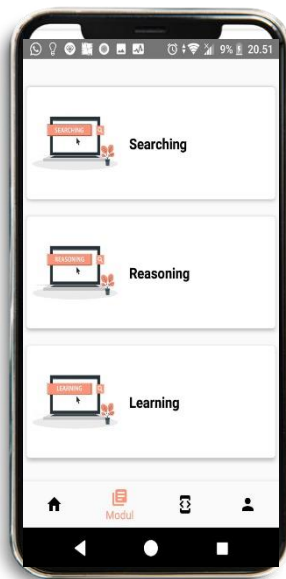 9% 20.51
SEARCHING
Searching
REASONING
Reasoning
LEARNING
Learning
Modul